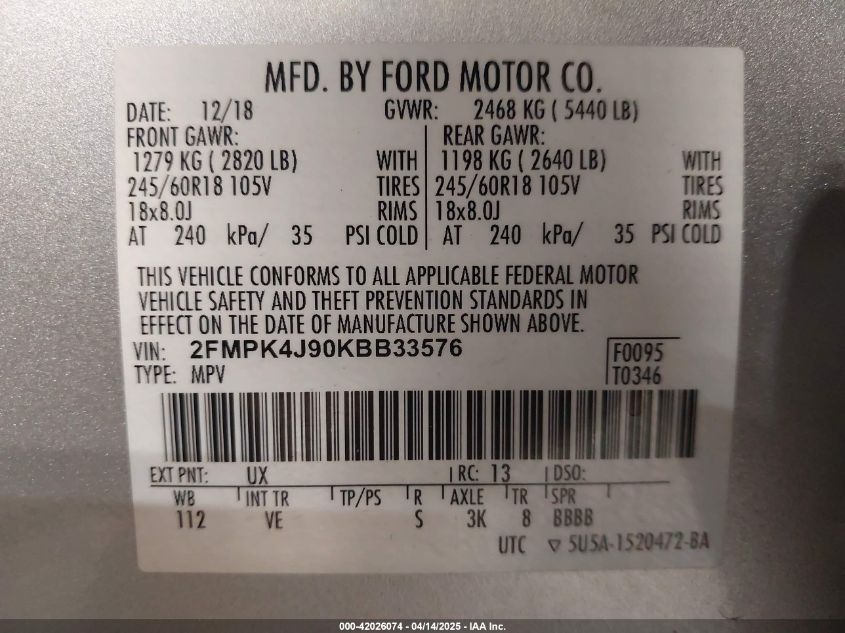 MFD. BY FORD MOTOR CO.
DATE: 12/18 GVWR: 2468 KG ( 5440 LB)
FRONT GAWR: REAR GAWR:
1279 KG ( 2820 LB) WITH 1198 KG ( 2640 LB) WITH
245/60R18 105V TIRES 245/60R18 105V TIRES
18x8.0J RIMS 18x8.0J RIMS
AT 240 kPa/ 35 PSI COLD AT 240 kPa/ 35 PSI COLD
THIS VEHICLE CONFORMS TO ALL APPLICABLE FEDERAL MOTOR
VEHICLE SAFETY AND THEFT PREVENTION STANDARDS IN
EFFECT ON THE DATE OF MANUFACTURE SHOWN ABOVE.
VIN: 2FMPK4J90KBB33576 F0095
TYPE: MPV T0346
EXT PNT: UX RC: 13 DSO:
WB INT TR TP/PS R AXLE TR SPR
112 VE S 3K 8 BBBB
UTC ▽ 5U5A-1520472-BA
000-42026074 - 04/14/2025 - IAA Inc.